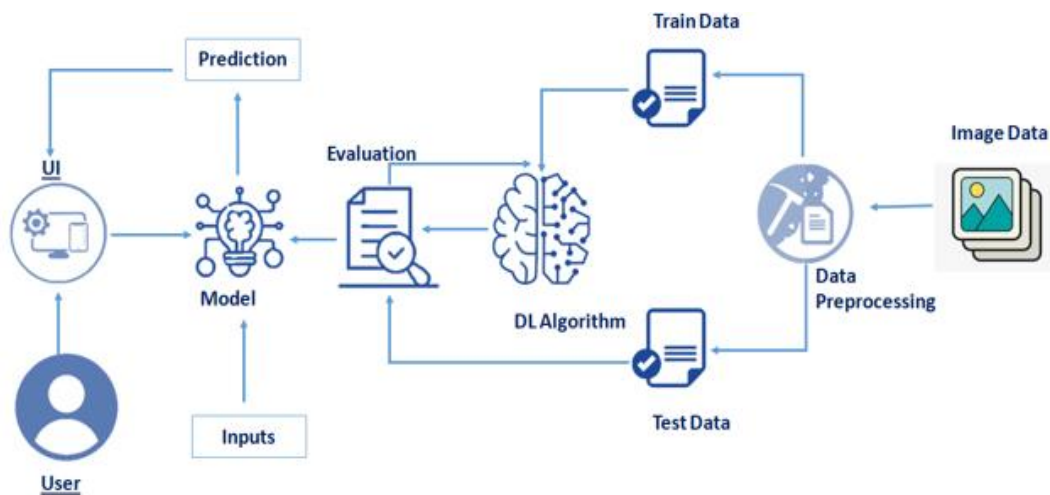 Train Data
Prediction
Image Data
Evaluation
UI
Model
Data
Preprocessing
DL Algorithm
Inputs
Test Data
User